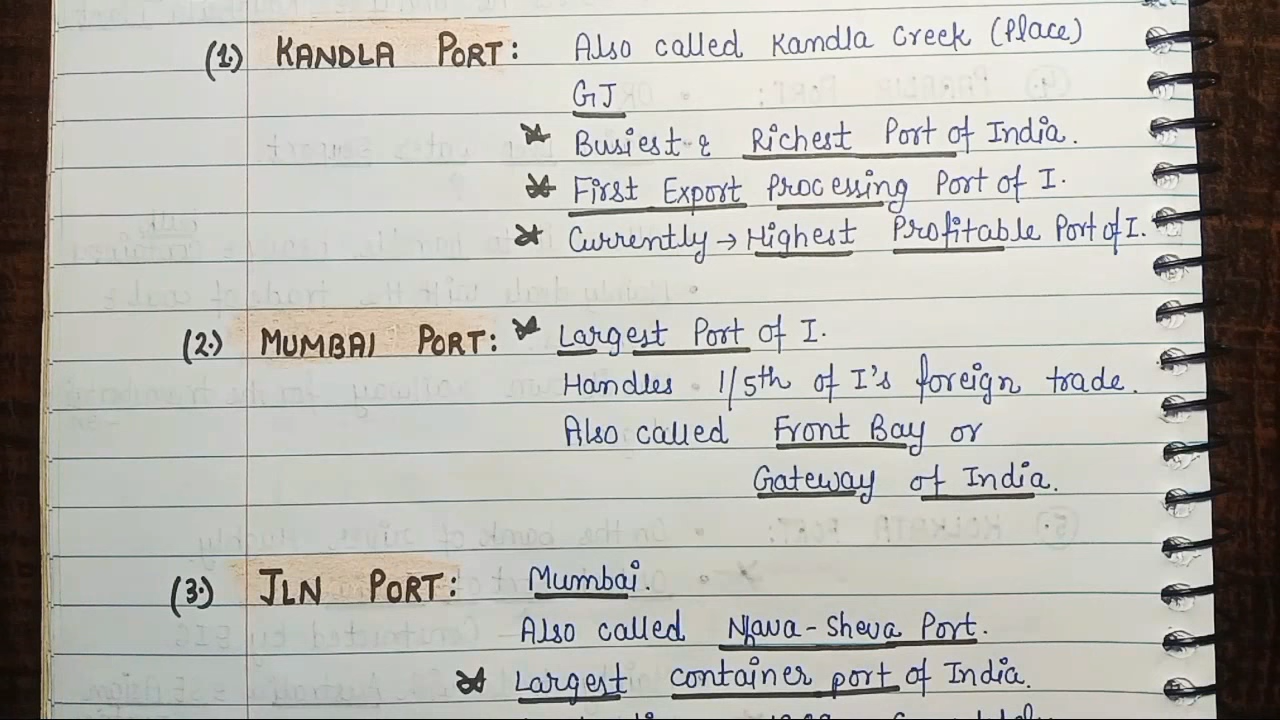 (1.) KANDLA PORT: Also called Kandla Creek (Place)
GJ
Busiest & Richest Port of India.
First Export Processing Port of I.
Currently → Highest Profitable Port of I.
(2.) MUMBAI PORT: Largest Port of I.
Handles 1/5th of I's foreign trade.
Also called Front Bay or
Gateway of India.
(3.) JLN PORT: Mumbai.
Also called Njava-Sheva Port.
Largest container port of India.